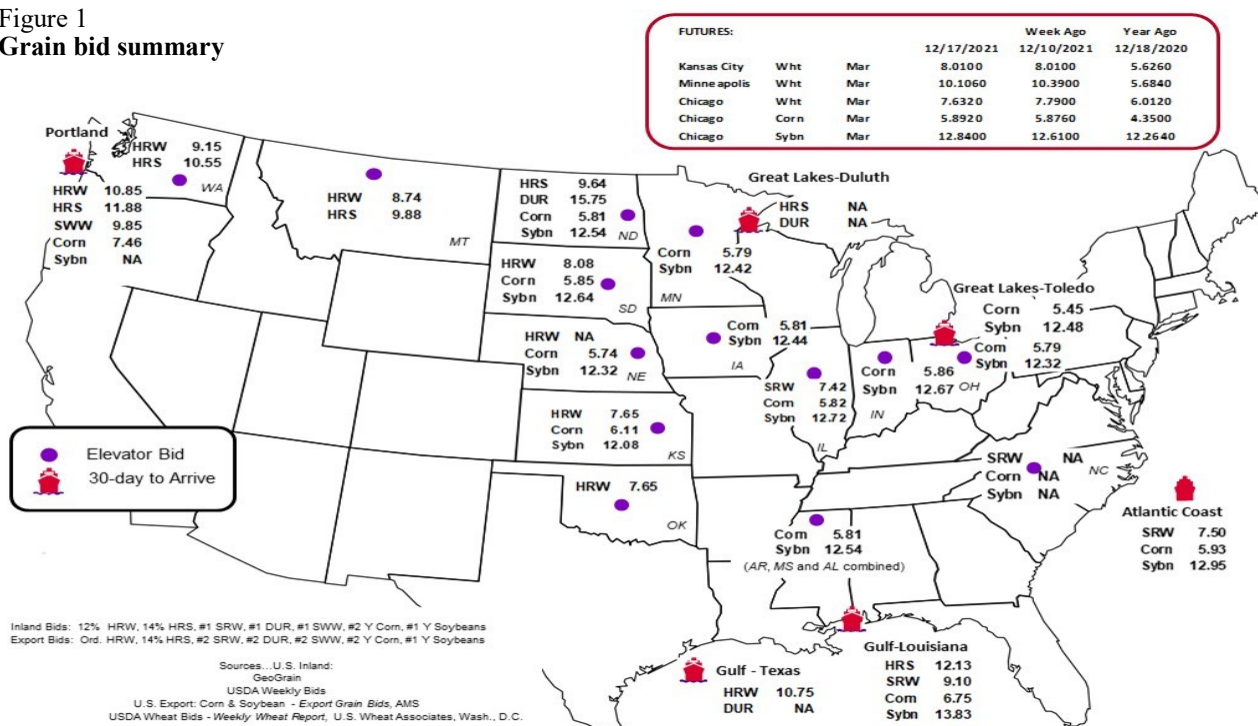 Figure 1
Grain bid summary
FUTURES:
Week Ago Year Ago
12/17/2021 12/10/2021 12/18/2020
Kansas City Wht Mar 8.0100 8.0100 5.6260
Minneapolis Wht Mar 10.1060 10.3900 5.6840
Chicago Wht Mar 7.6320 7.7900 6.0120
Chicago Corn Mar 5.8920 5.8760 4.3500
Chicago Sybn Mar 12.8400 12.6100 12.2640
Portland
HRW 10.85
HRS 11.88
SWW 9.85
Corn 7.46
Sybn NA
HRW 9.15
HRS 10.55
WA
HRW 8.74
HRS 9.88
MT
HRS 9.64
DUR 15.75
Corn 5.81
Sybn 12.54
ND
HRW 8.08
Corn 5.85
Sybn 12.64
SD
HRW NA
Corn 5.74
Sybn 12.32
NE
HRW 7.65
Corn 6.11
Sybn 12.08
KS
HRW 7.65
OK
Corn 5.79
Sybn 12.42
MN
Great Lakes-Duluth
HRS NA
DUR NA
Corn 5.81
Sybn 12.44
IA
SRW 7.42
Corn 5.82
Sybn 12.72
IL
Great Lakes-Toledo
Corn 5.45
Sybn 12.48
Corn 5.79
Sybn 12.32
OH
Corn 5.86
Sybn 12.67
IN
SRW NA
Corn NA
Sybn NA
NC
Atlantic Coast
SRW 7.50
Corn 5.93
Sybn 12.95
Corn 5.81
Sybn 12.54
(AR, MS and AL combined)
Gulf-Louisiana
HRS 12.13
SRW 9.10
Corn 6.75
Sybn 13.83
Gulf - Texas
HRW 10.75
DUR NA
Elevator Bid
30-day to Arrive
Inland Bids: 12% HRW, 14% HRS, #1 SRW, #1 DUR, #1 SWW, #2 Y Corn, #1 Y Soybeans
Export Bids: Ord. HRW, 14% HRS, #2 SRW, #2 DUR, #2 SWW, #2 Y Corn, #1 Y Soybeans
Sources...U.S. Inland:
GeoGrain
USDA Weekly Bids
U.S. Export: Corn & Soybean - Export Grain Bids, AMS
USDA Wheat Bids - Weekly Wheat Report, U.S. Wheat Associates, Wash., D.C.